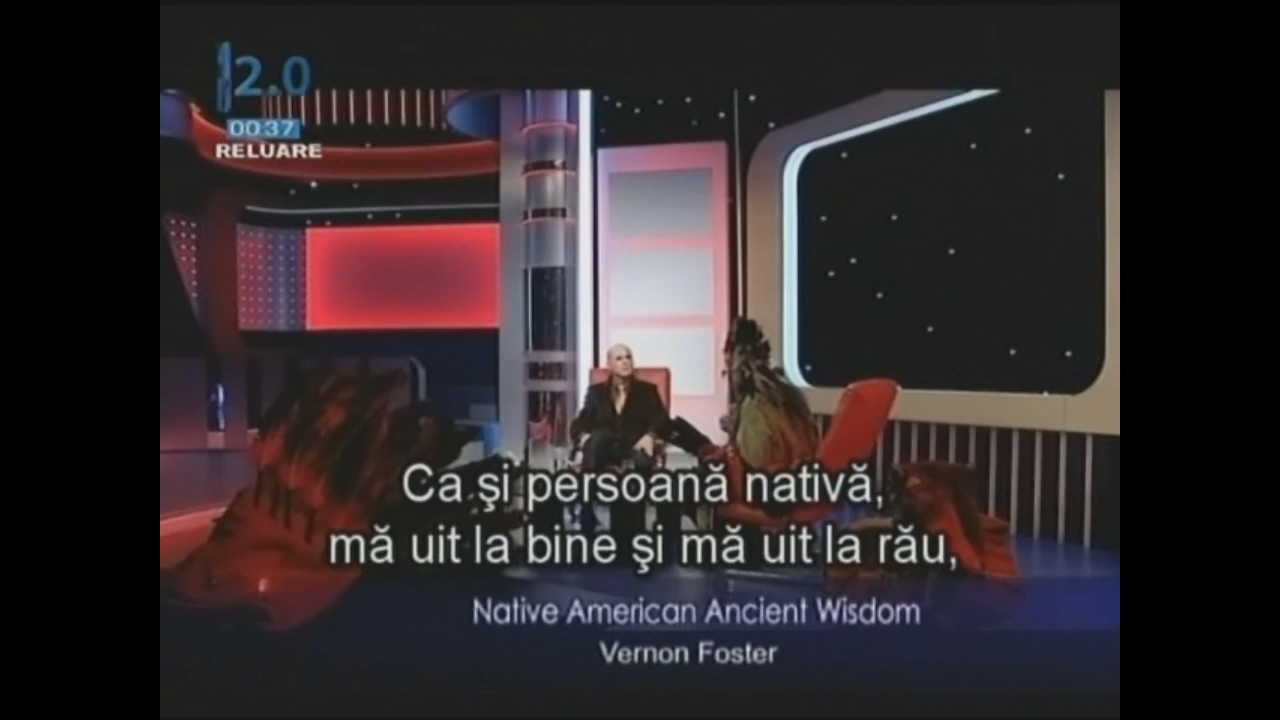 2.0
00:37
RELUARE
Ca şi persoană nativă,
mă uit la bine şi mă uit la rău,
Native American Ancient Wisdom
Vernon Foster